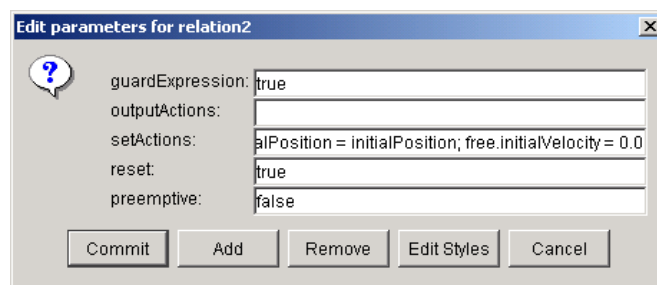 Edit parameters for relation2
guardExpression: true
outputActions:
setActions: alPosition = initialPosition; free.initialVelocity = 0.0
reset: true
preemptive: false
Commit Add Remove Edit Styles Cancel